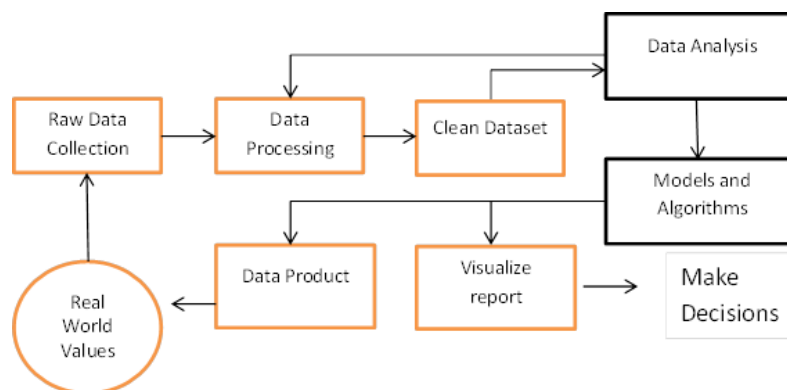 Data Analysis
Raw Data
Collection
Data
Processing
Clean Dataset
Models and
Algorithms
Data Product
Visualize
report
Make
Decisions
Real
World
Values